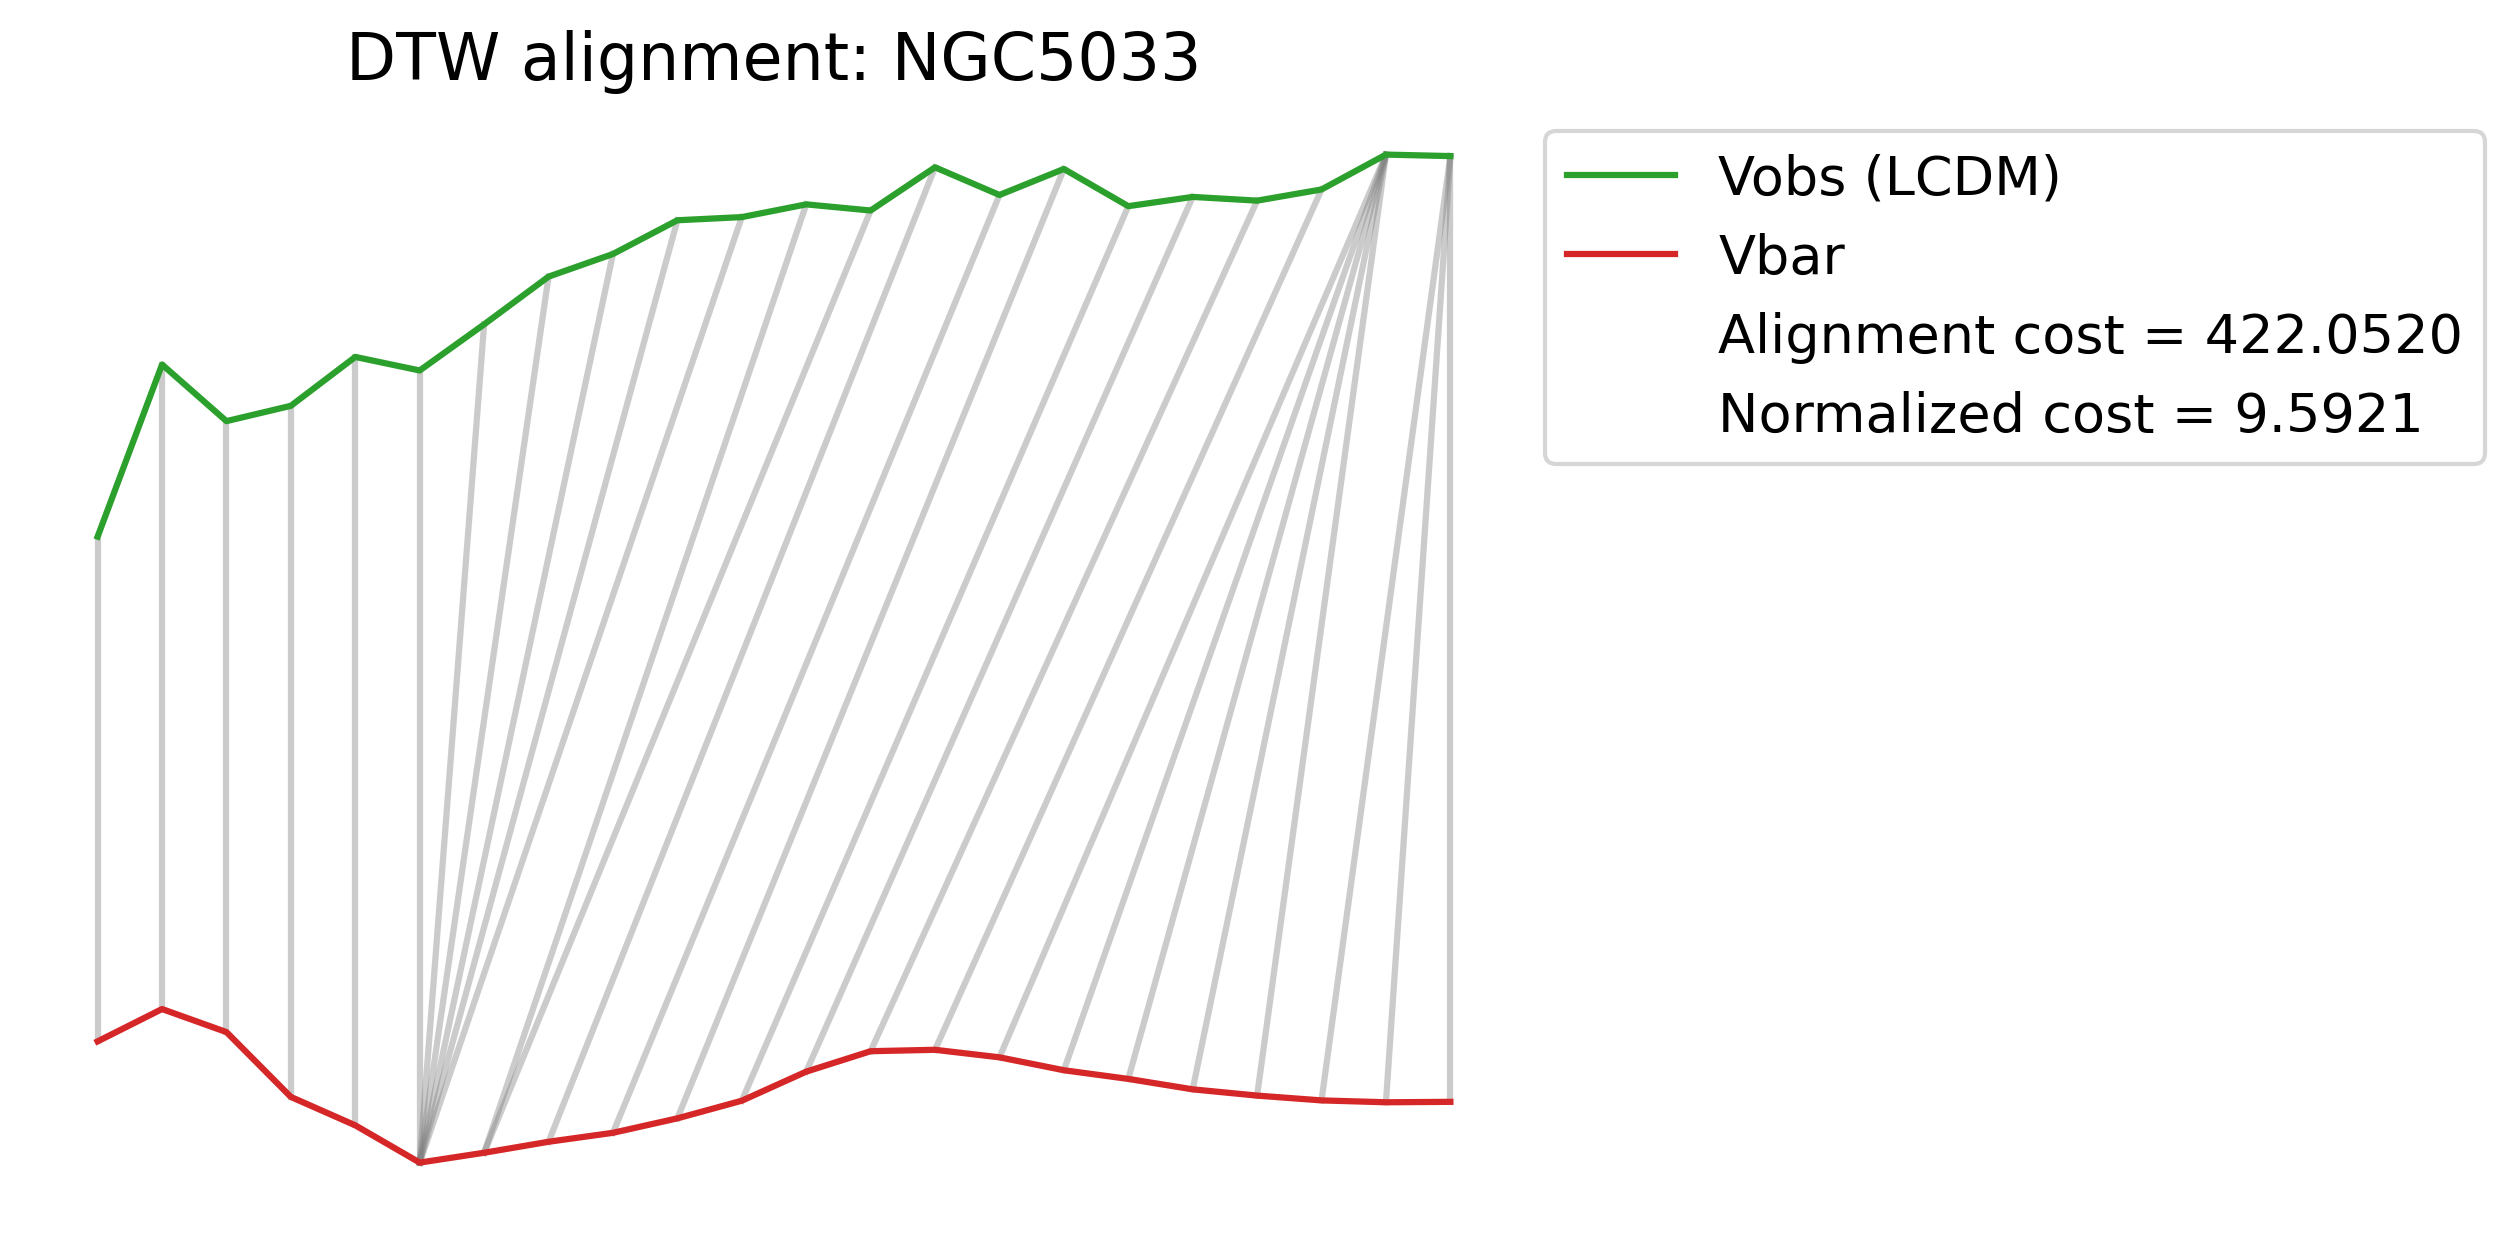 DTW alignment: NGC5033
Vobs (LCDM)
Vbar
Alignment cost = 422.0520
Normalized cost = 9.5921